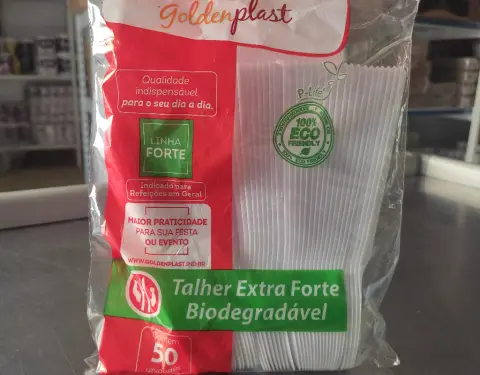 Goldenplast
Qualidade
indispensável
para o seu dia a dia.
LINHA
FORTE
Indicado para
Refeições em Geral
MAIOR PRATICIDADE
PARA SUA FESTA
OU EVENTO
WWW.GOLDENPLAST.IND.BR
P-Life
100%
ECO
FRIENDLY
Talher Extra Forte
Biodegradável
50